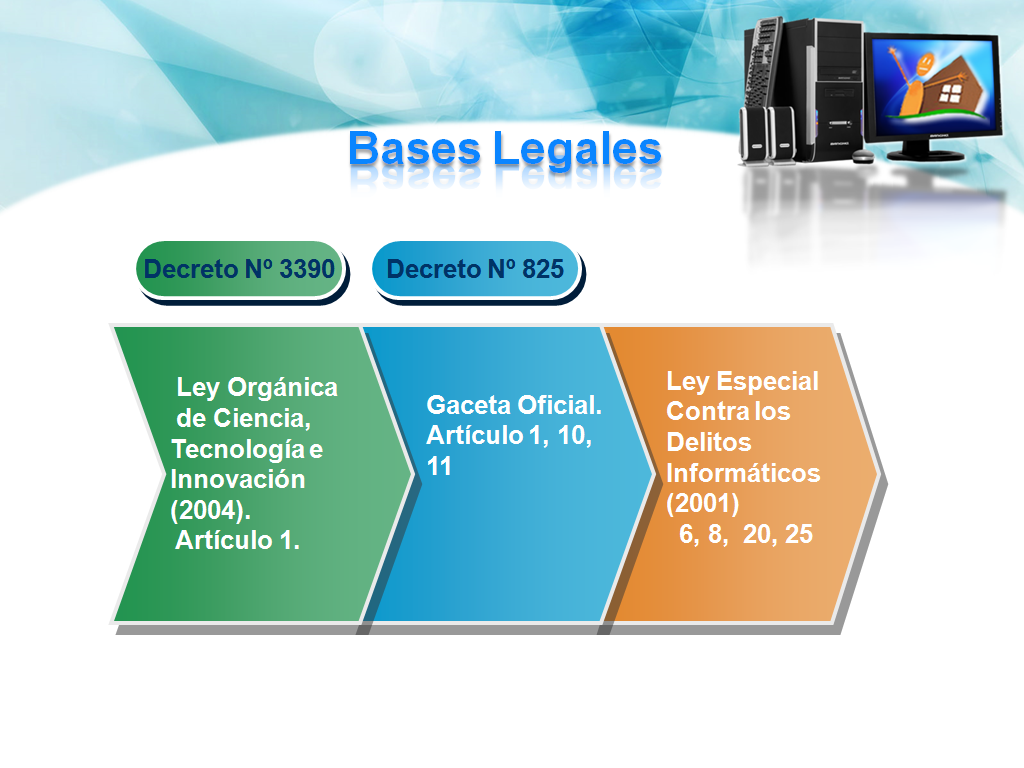 Bases Legales
Decreto Nº 3390
Decreto Nº 825
Ley Orgánica
de Ciencia,
Tecnología e
Innovación
(2004).
Artículo 1.
Gaceta Oficial.
Artículo 1, 10,
11
Ley Especial
Contra los
Delitos
Informáticos
(2001)
6, 8, 20, 25